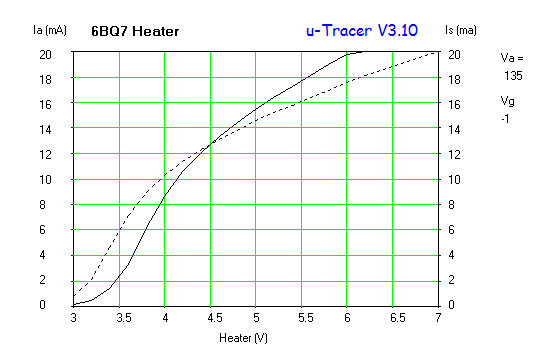 Ia (mA) 6BQ7 Heater u-Tracer V3.10 Is (ma)
20 20
18 18
16 16
14 14
12 12
10 10
8 8
6 6
4 4
2 2
0 0
3 3.5 4 4.5 5 5.5 6 6.5 7
Heater (V)
Va =
135
Vg
-1